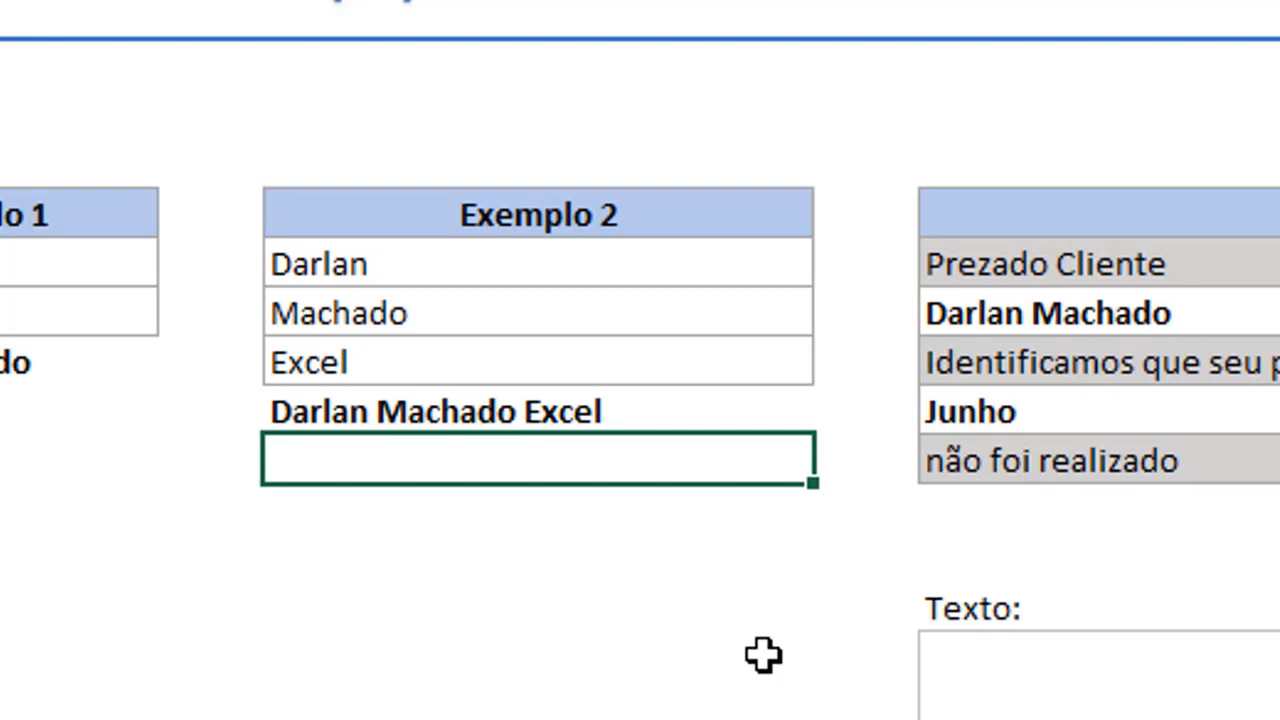 lo 1
do
Exemplo 2
Darlan
Machado
Excel
Darlan Machado Excel
Prezado Cliente
Darlan Machado
Identificamos que seu p
Junho
não foi realizado
Texto: